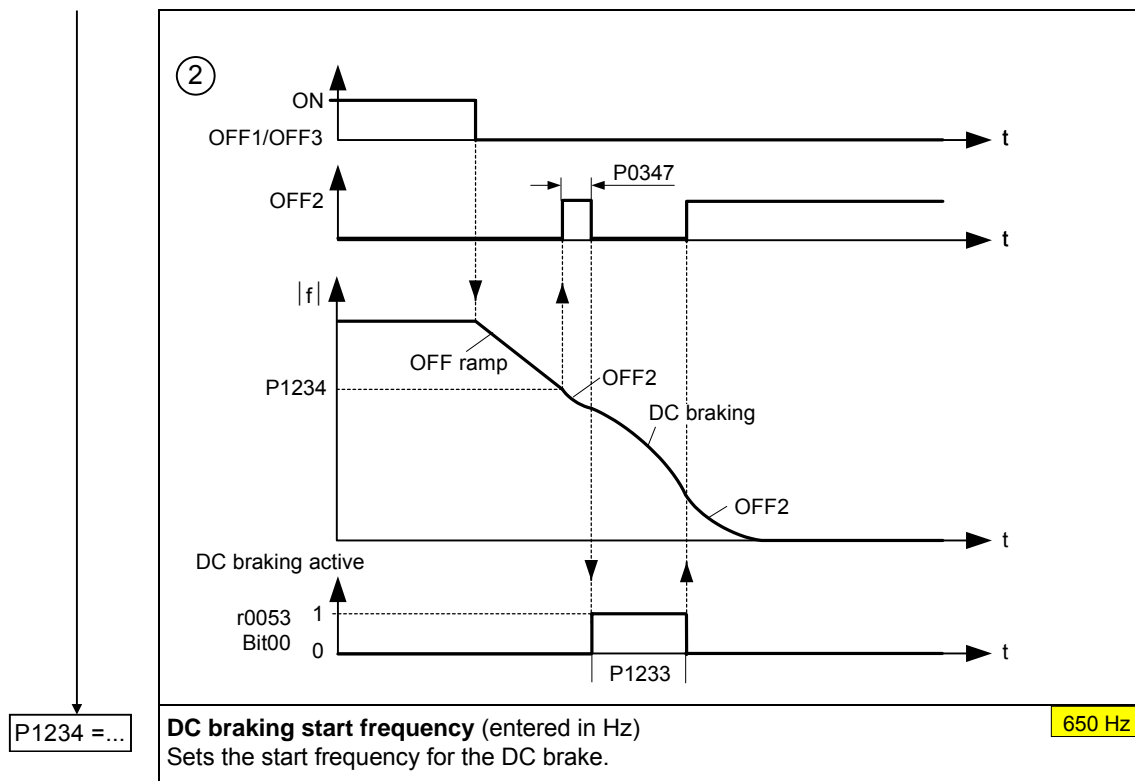 2
ON
OFF1/OFF3
t
P0347
OFF2
t
|f|
OFF ramp
P1234
OFF2
DC braking
OFF2
t
DC braking active
r0053 1
Bit00 0
t
P1233
P1234 =...
DC braking start frequency (entered in Hz)
650 Hz
Sets the start frequency for the DC brake.